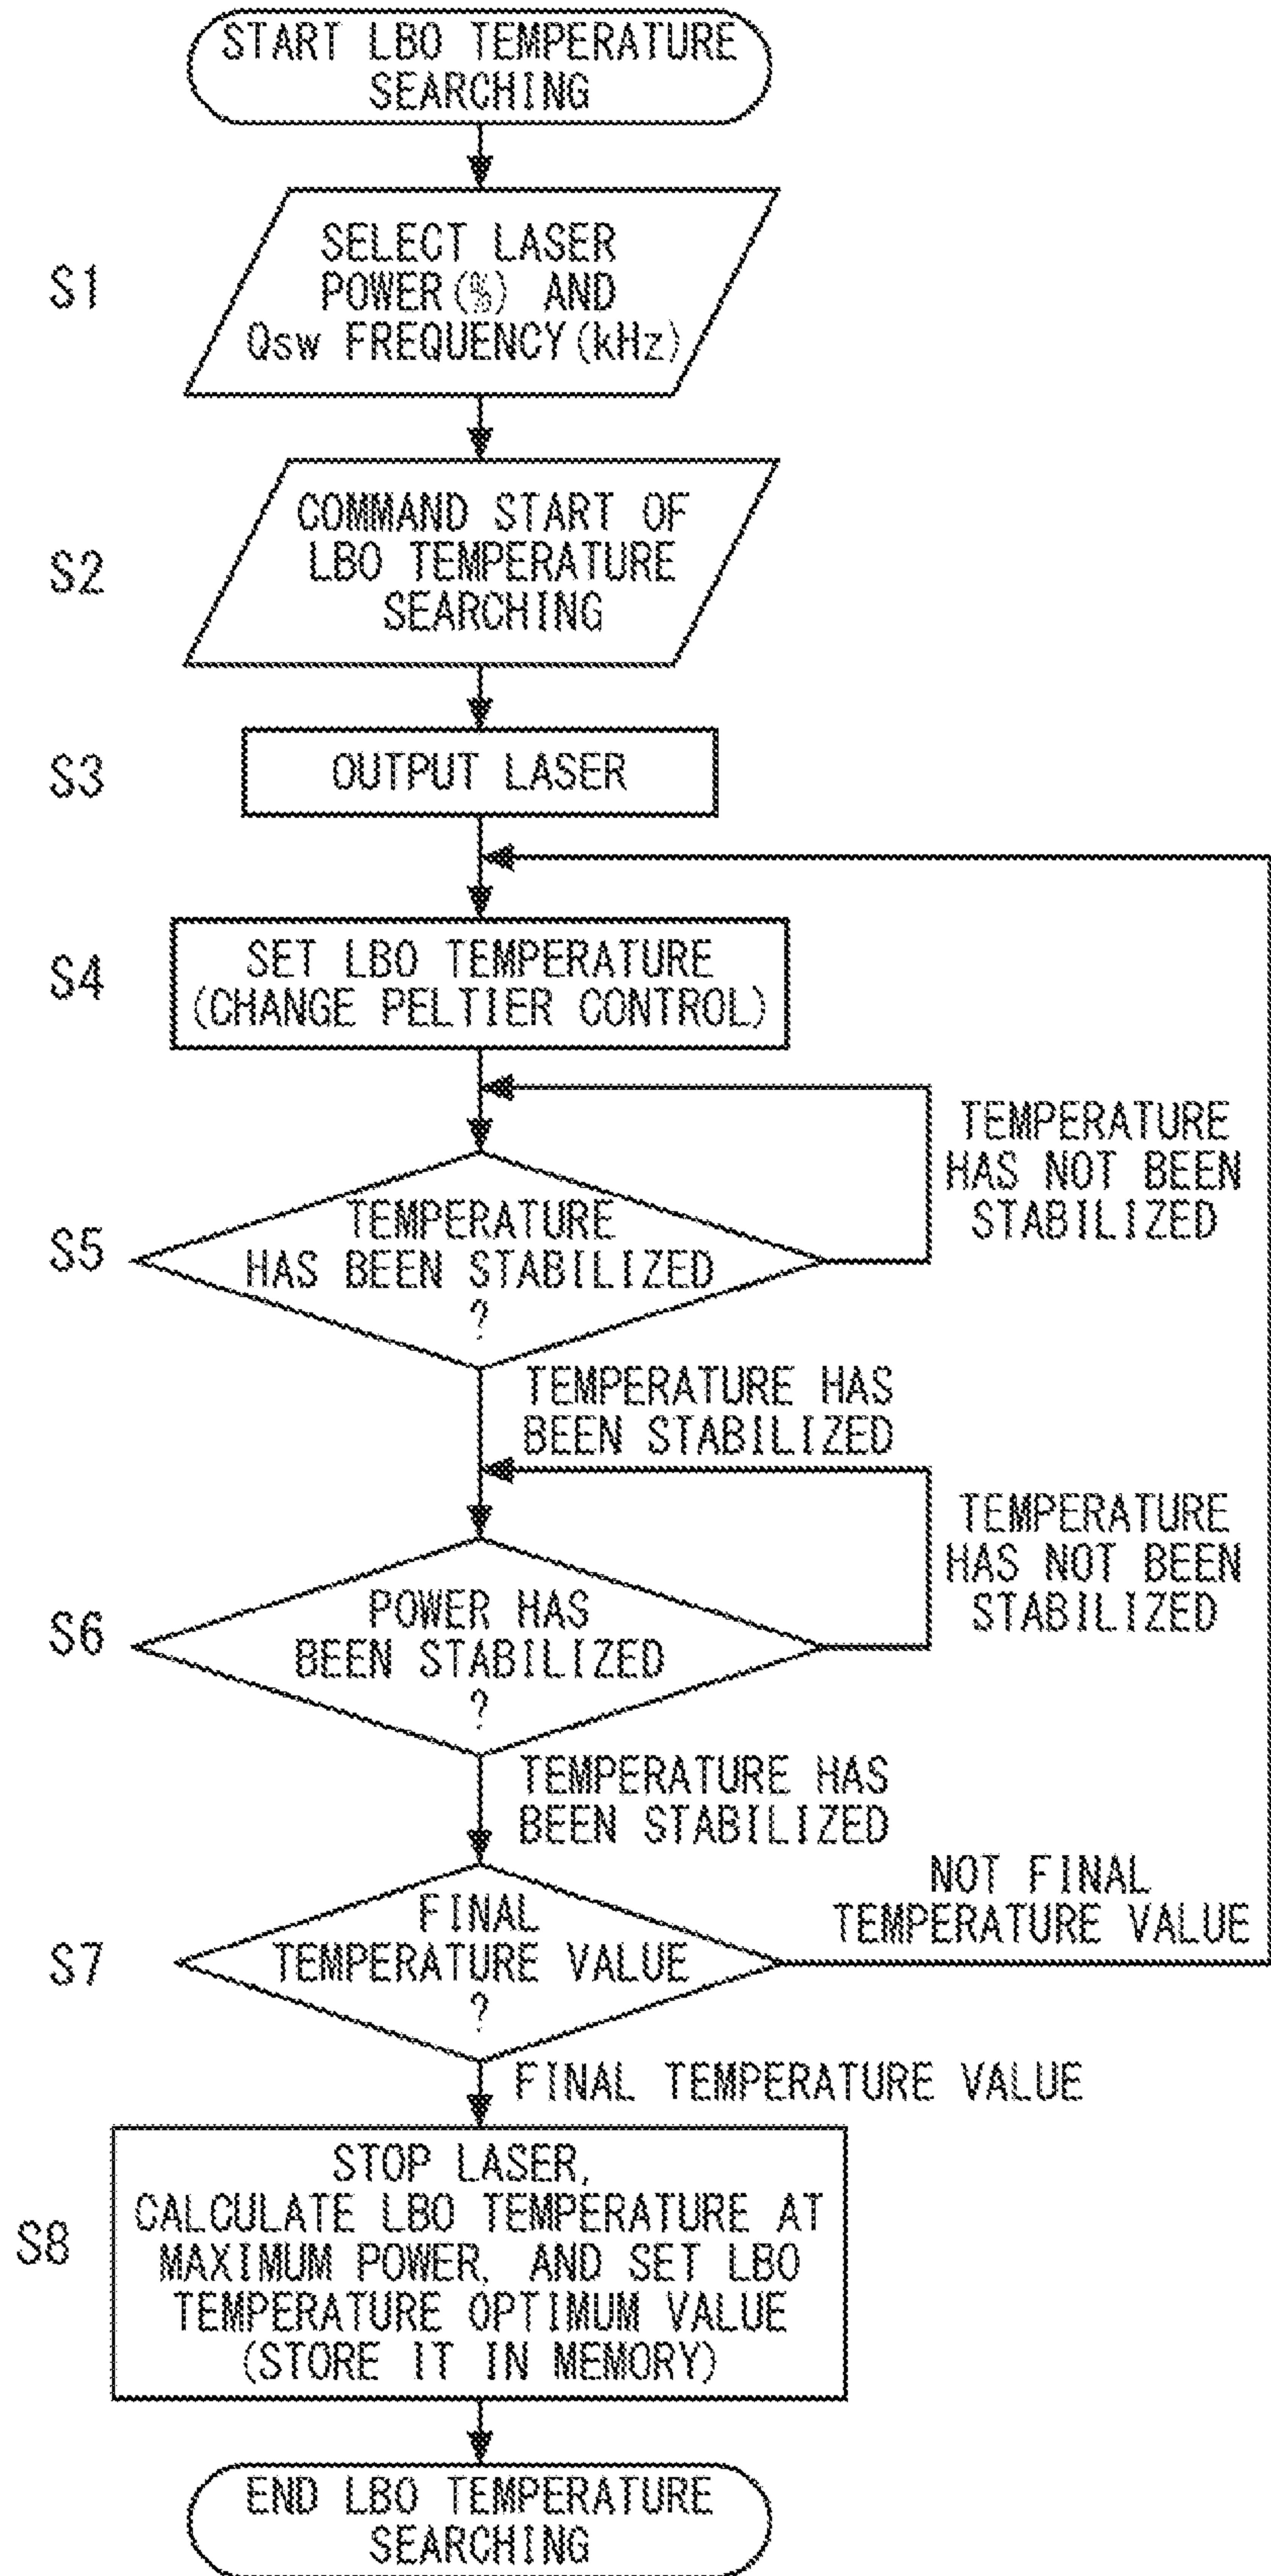 START LBO TEMPERATURE
SEARCHING
S1
SELECT LASER
POWER(%) AND
Qsw FREQUENCY(kHz)
S2
COMMAND START OF
LBO TEMPERATURE
SEARCHING
S3
OUTPUT LASER
S4
SET LBO TEMPERATURE
(CHANGE PELTIER CONTROL)
S5
TEMPERATURE
HAS BEEN STABILIZED
?
TEMPERATURE
HAS NOT BEEN
STABILIZED
TEMPERATURE HAS
BEEN STABILIZED
S6
POWER HAS
BEEN STABILIZED
?
TEMPERATURE
HAS NOT BEEN
STABILIZED
TEMPERATURE HAS
BEEN STABILIZED
S7
FINAL
TEMPERATURE VALUE
?
NOT FINAL
TEMPERATURE VALUE
FINAL TEMPERATURE VALUE
S8
STOP LASER,
CALCULATE LBO TEMPERATURE AT
MAXIMUM POWER, AND SET LBO
TEMPERATURE OPTIMUM VALUE
(STORE IT IN MEMORY)
END LBO TEMPERATURE
SEARCHING